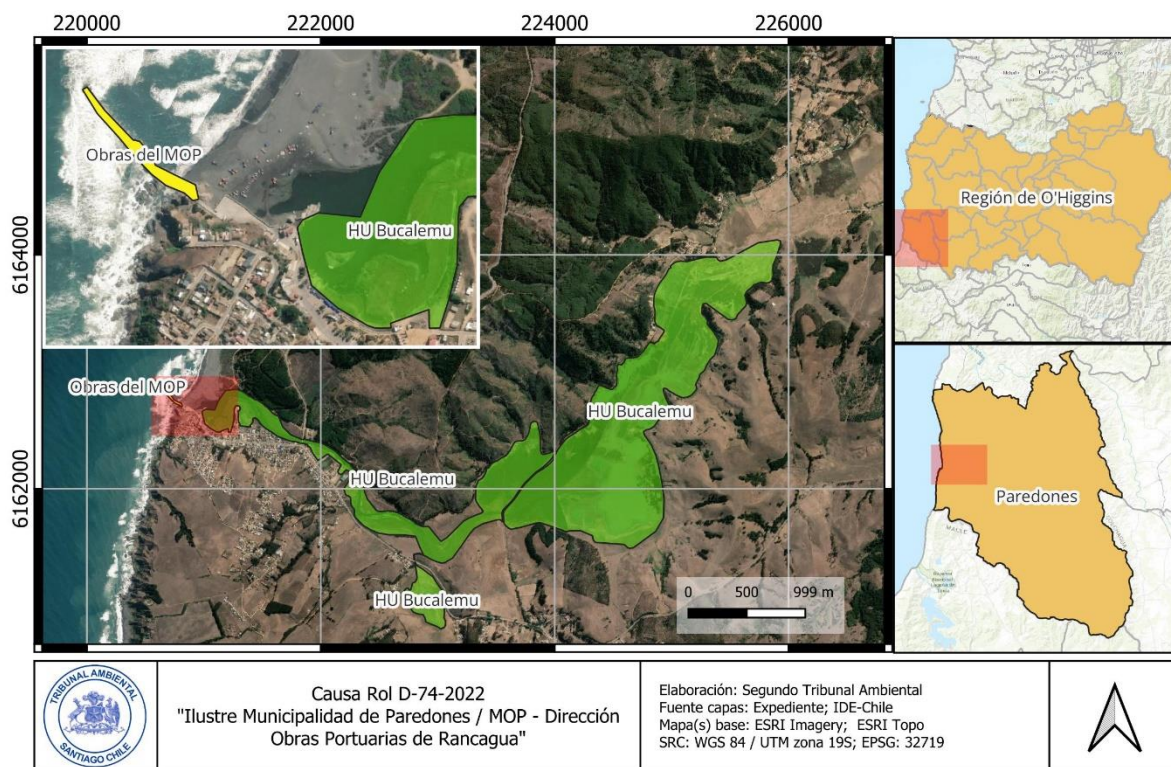 220000 222000 224000 226000
6164000
6162000
Obras del MOP
HU Bucalemu
Obras del MOP
HU Bucalemu
HU Bucalemu
HU Bucalemu
0 500 999 m
Región de O'Higgins
Paredones
MAULE
TRIBUNAL AMBIENTAL
SANTIAGO CHILE
Causa Rol D-74-2022
"Ilustre Municipalidad de Paredones / MOP - Dirección
Obras Portuarias de Rancagua"
Elaboración: Segundo Tribunal Ambiental
Fuente capas: Expediente; IDE-Chile
Mapa(s) base: ESRI Imagery; ESRI Topo
SRC: WGS 84 / UTM zona 19S; EPSG: 32719